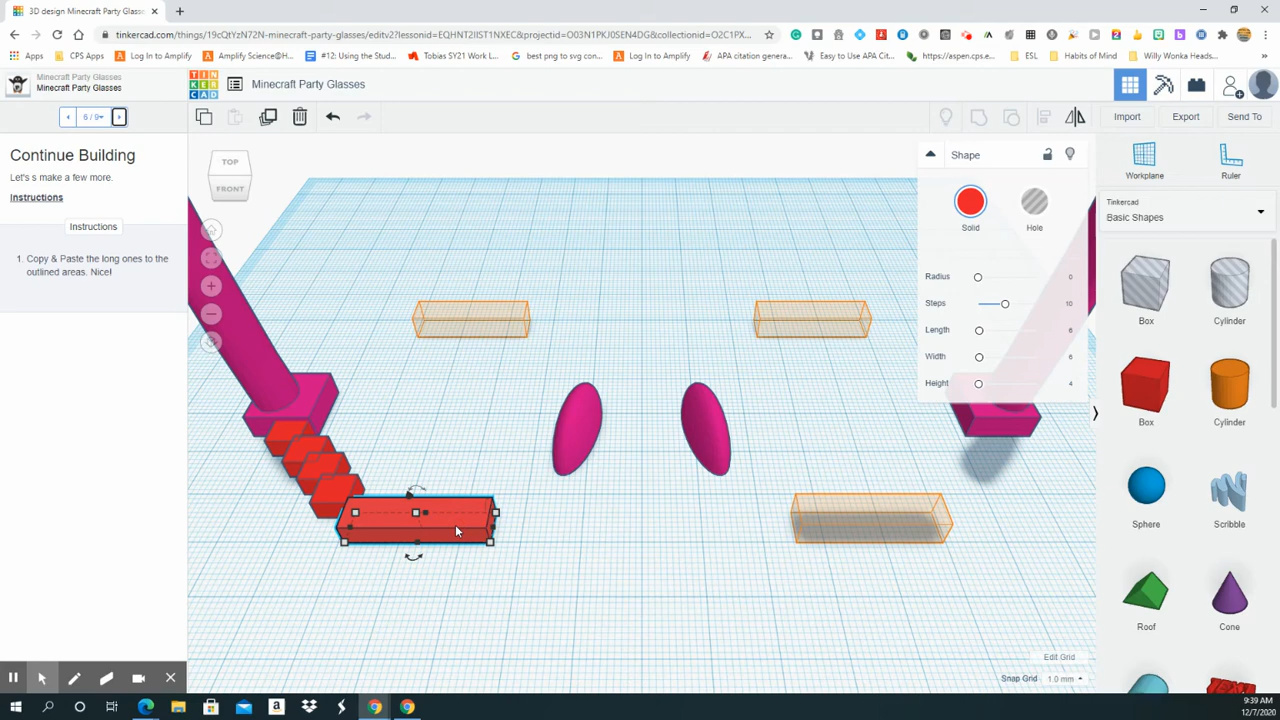 3D design Minecraft Party Glasses
tinkercad.com/things/19cQtYzN72N-minecraft-party-glasses/editv2?lessonid=EQHNT2IIST1NXEC&projectid=O03N1PKJ0SEN4DG&collectionid=O2C1PX...
Apps
CPS Apps
Log In to Amplify
Amplify Science@H...
#12: Using the Stud...
Tobias SY21 Work L...
best png to svg con...
Log In to Amplify
APA citation genera...
Easy to Use APA Cit...
https://aspen.cps.ed...
ESL
Habits of Mind
Willy Wonka Heads...
Minecraft Party Glasses
Minecraft Party Glasses
TIN
KER
CAD
Minecraft Party Glasses
6 / 9
Import
Export
Send To
Continue Building
Let's s make a few more.
Instructions
Instructions
1. Copy & Paste the long ones to the
outlined areas. Nice!
TOP
FRONT
Shape
Solid
Hole
Radius 0
Steps 10
Length 6
Width 6
Height 4
Workplane
Ruler
Tinkercad
Basic Shapes
Box
Cylinder
Box
Cylinder
Sphere
Scribble
Roof
Cone
Edit Grid
Snap Grid 1.0 mm
9:39 AM
12/7/2020